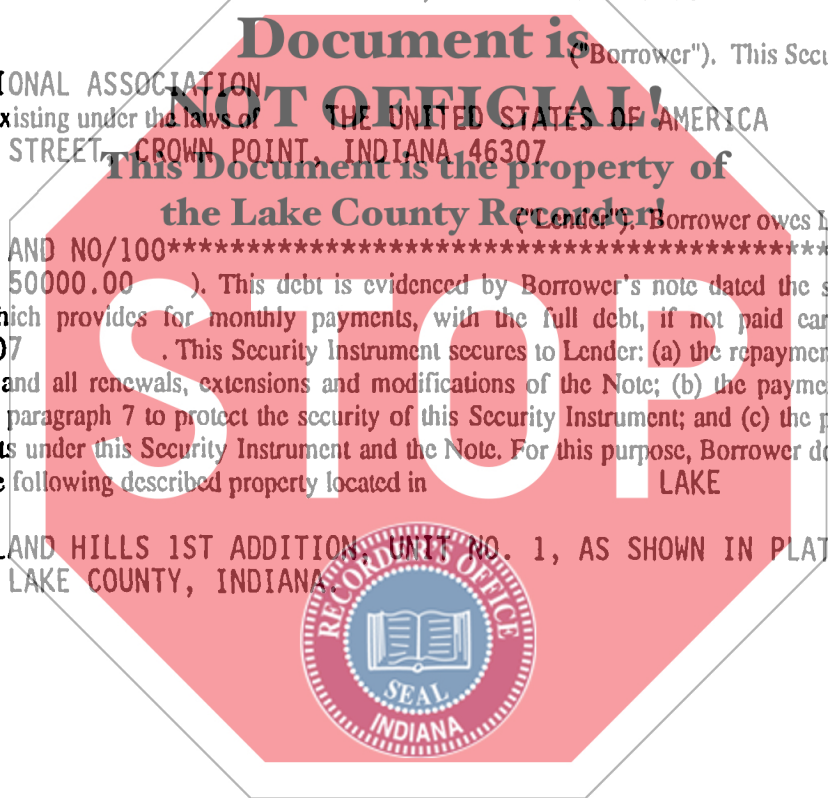 Document is
("Borrower"). This Secu
IONAL ASSOCIATION
xisting under the laws of THE UNITED STATES OF AMERICA
NOT OFFICIAL!
STREET, CROWN POINT, INDIANA 46307
This Document is the property of
the Lake County Recorder!
("Lender"). Borrower owes L
AND NO/100******************************************
50000.00 ). This debt is evidenced by Borrower's note dated the s
hich provides for monthly payments, with the full debt, if not paid ear
07 . This Security Instrument secures to Lender: (a) the repaymen
and all renewals, extensions and modifications of the Note; (b) the payme
paragraph 7 to protect the security of this Security Instrument; and (c) the p
ts under this Security Instrument and the Note. For this purpose, Borrower do
e following described property located in LAKE
STOP
LAND HILLS 1ST ADDITION, UNIT NO. 1, AS SHOWN IN PLAT
LAKE COUNTY, INDIANA.
RECORDER'S OFFICE
SEAL
INDIANA